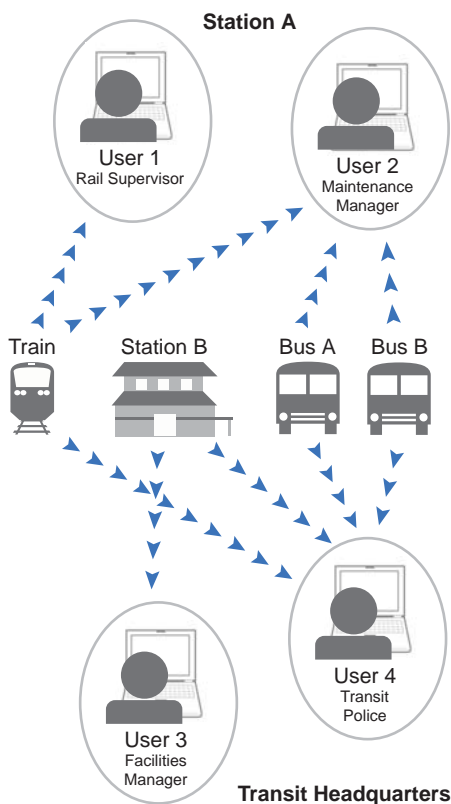 Station A
User 1
Rail Supervisor
User 2
Maintenance
Manager
Train
Station B
Bus A
Bus B
User 3
Facilities
Manager
User 4
Transit
Police
Transit Headquarters